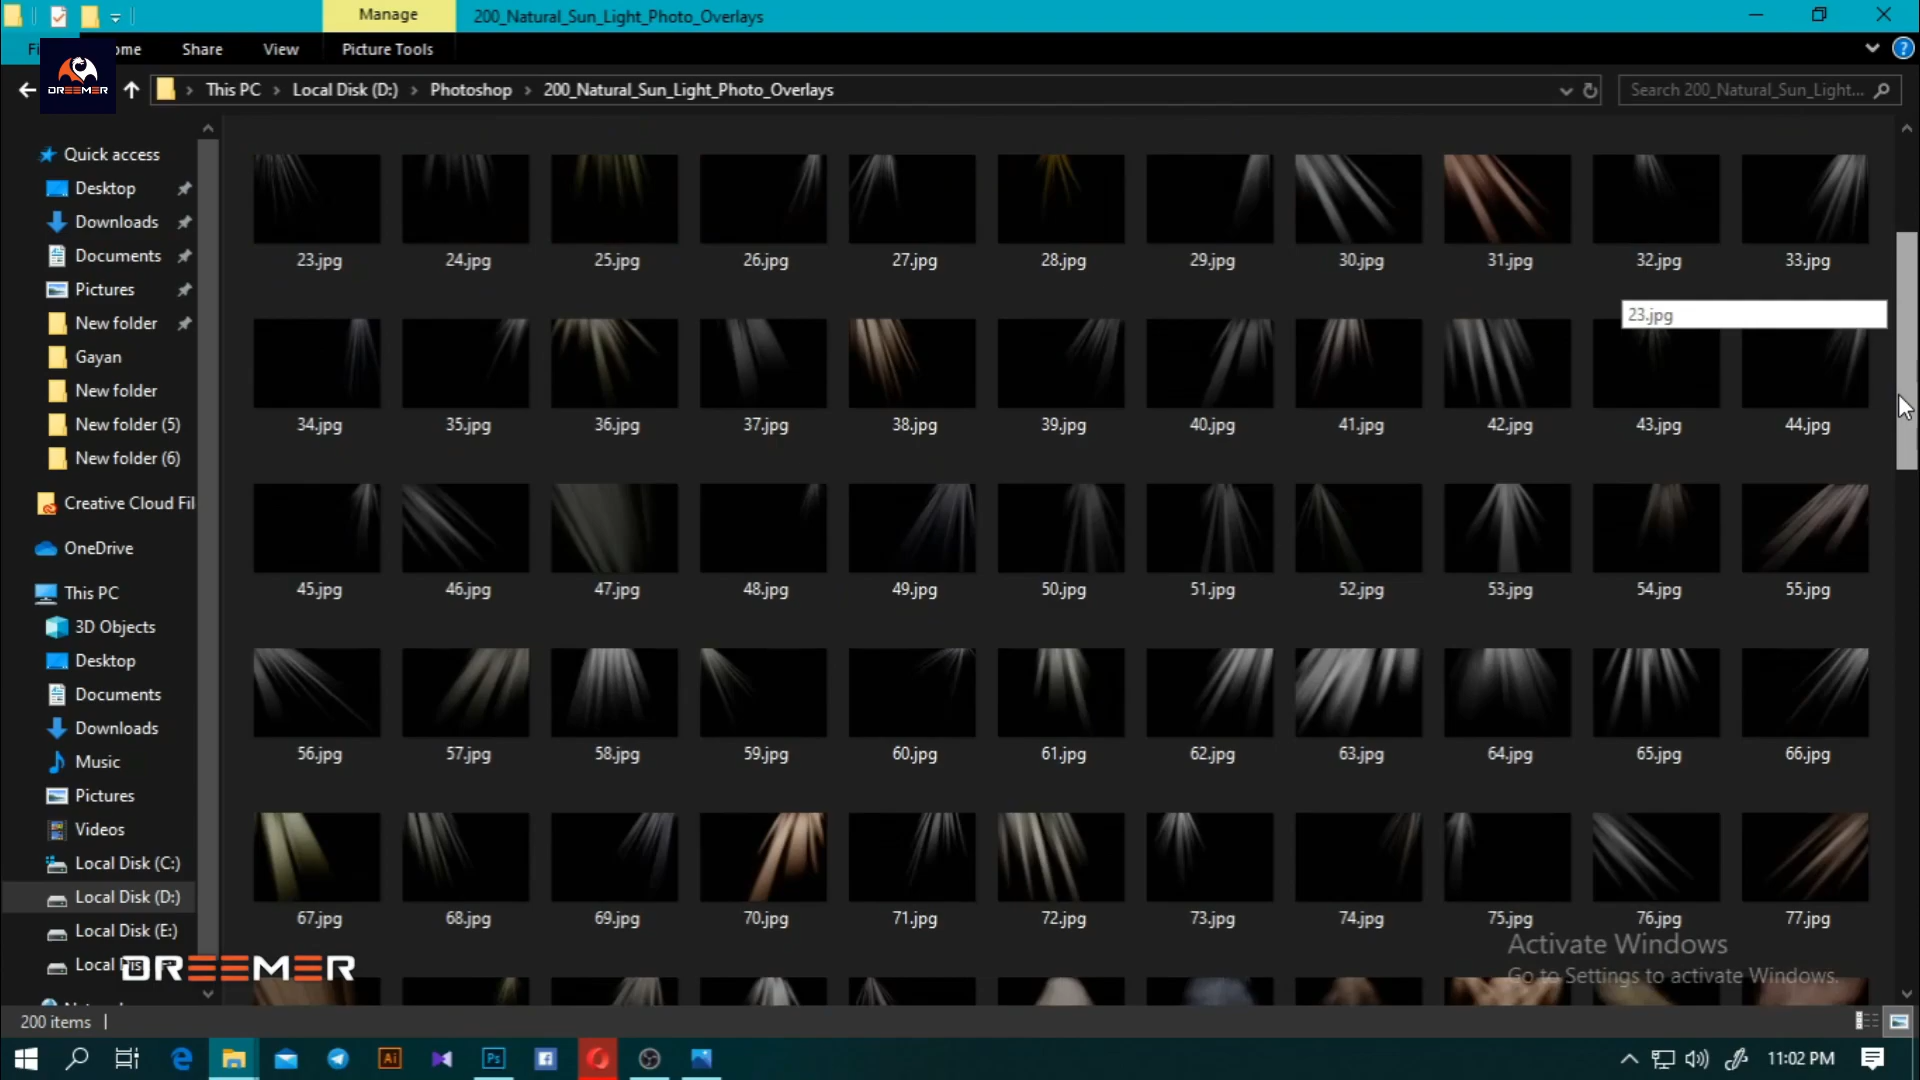 Manage
200_Natural_Sun_Light_Photo_Overlays
Share
View
Picture Tools
DREEMER
This PC
Local Disk (D:)
Photoshop
200_Natural_Sun_Light_Photo_Overlays
Search 200_Natural_Sun_Light...
Quick access
Desktop
Downloads
Documents
Pictures
New folder
Gayan
New folder
New folder (5)
New folder (6)
Creative Cloud Fil
OneDrive
This PC
3D Objects
Desktop
Documents
Downloads
Music
Pictures
Videos
Local Disk (C:)
Local Disk (D:)
Local Disk (E:)
Local
DREEMER
23.jpg 24.jpg 25.jpg 26.jpg 27.jpg 28.jpg 29.jpg 30.jpg 31.jpg 32.jpg 33.jpg
23.jpg
34.jpg 35.jpg 36.jpg 37.jpg 38.jpg 39.jpg 40.jpg 41.jpg 42.jpg 43.jpg 44.jpg
45.jpg 46.jpg 47.jpg 48.jpg 49.jpg 50.jpg 51.jpg 52.jpg 53.jpg 54.jpg 55.jpg
56.jpg 57.jpg 58.jpg 59.jpg 60.jpg 61.jpg 62.jpg 63.jpg 64.jpg 65.jpg 66.jpg
67.jpg 68.jpg 69.jpg 70.jpg 71.jpg 72.jpg 73.jpg 74.jpg 75.jpg 76.jpg 77.jpg
Activate Windows
Go to Settings to activate Windows.
200 items
Ai
Ps
11:02 PM